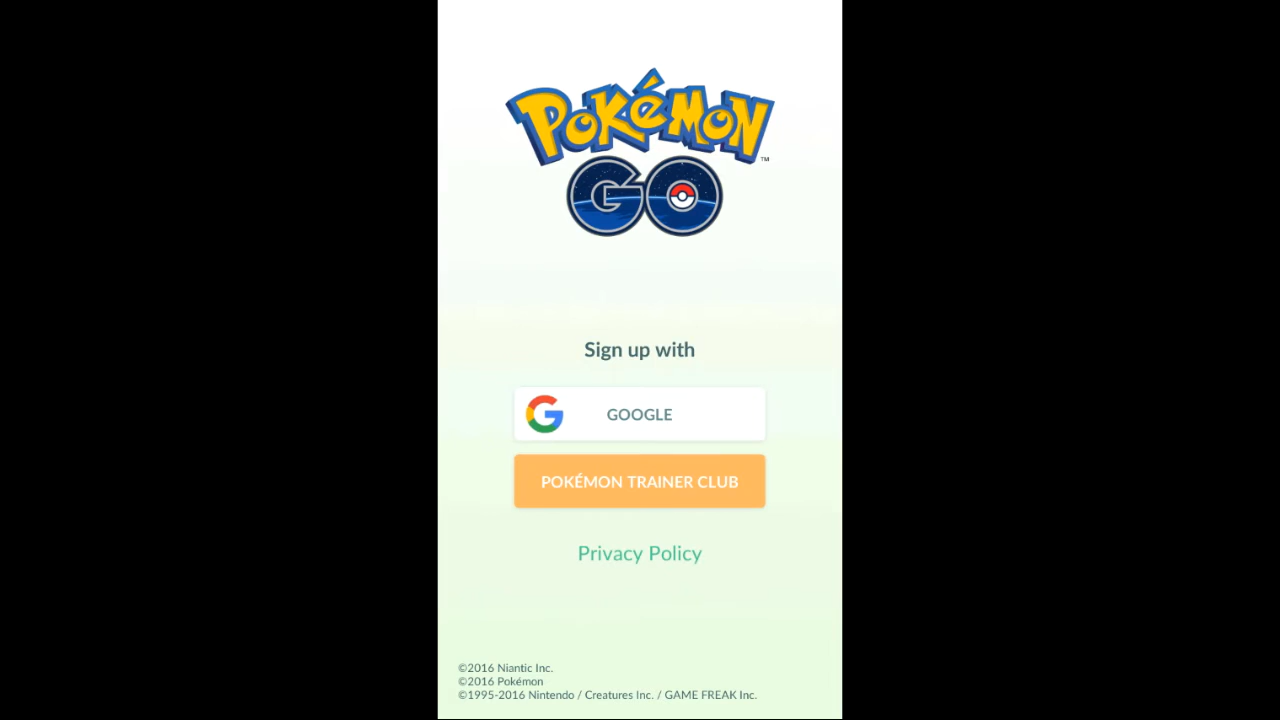 POKéMON
™
GO
Sign up with
GOOGLE
POKÉMON TRAINER CLUB
Privacy Policy
©2016 Niantic Inc.
©2016 Pokémon
©1995-2016 Nintendo / Creatures Inc. / GAME FREAK Inc.